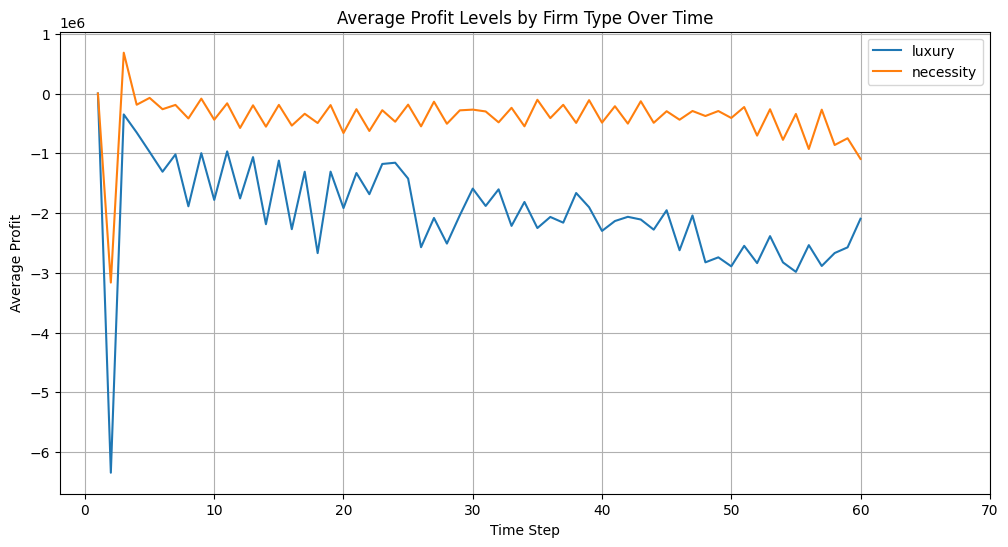 Average Profit Levels by Firm Type Over Time
1e6
1
0
−1
−2
−3
−4
−5
−6
Average Profit
luxury
necessity
0 10 20 30 40 50 60 70
Time Step